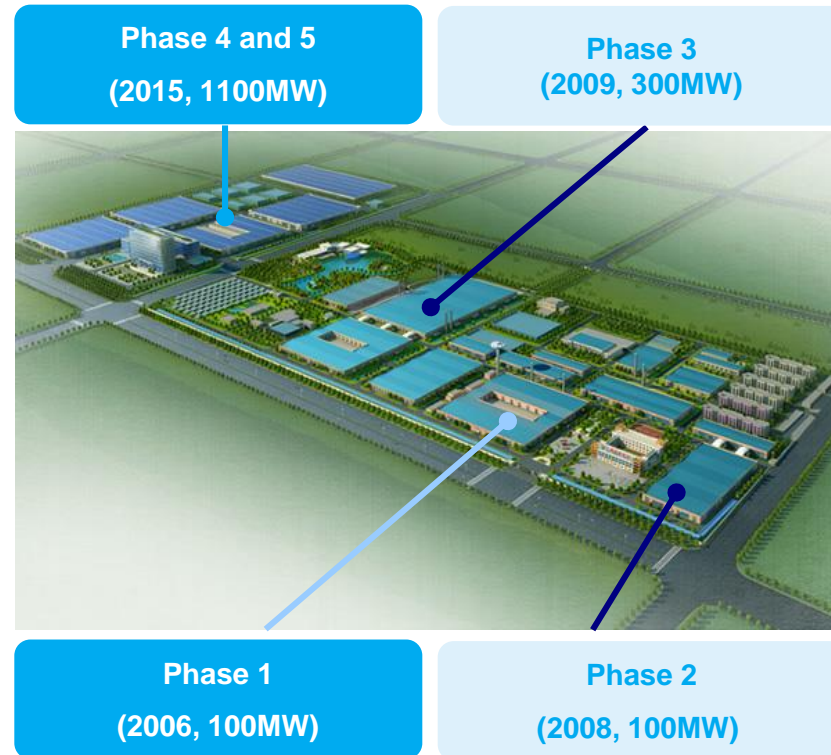 Phase 4 and 5
(2015, 1100MW)
Phase 3
(2009, 300MW)
Phase 1
(2006, 100MW)
Phase 2
(2008, 100MW)